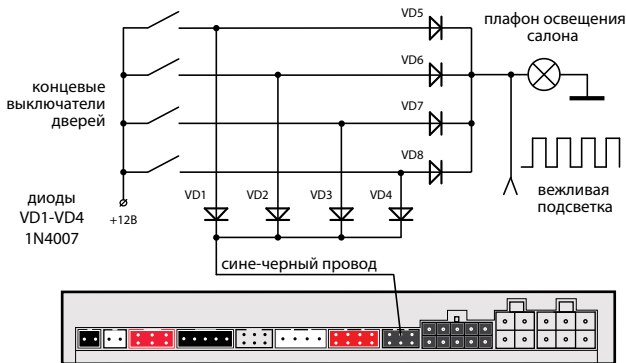 VD5
плафон освещения
салона
VD6
концевые
выключатели
дверей
VD7
VD8
вежливая
подсветка
диоды
VD1-VD4
1N4007
+12В
VD1
VD2
VD3
VD4
сине-черный провод